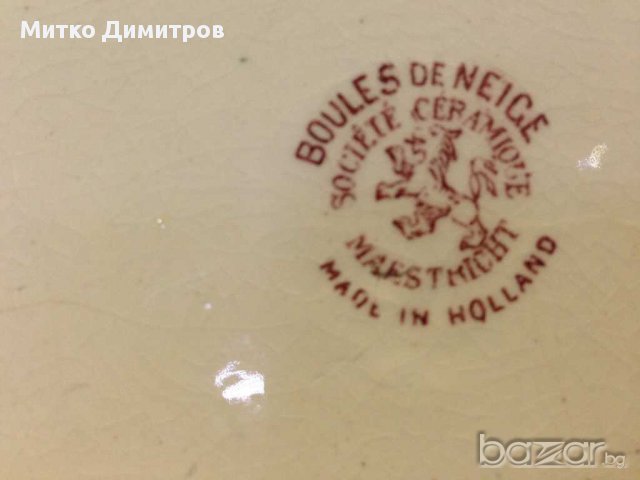 Митко Димитров
BOULES DE NEIGE
SOCIÉTÉ CÉRAMIQUE
MAESTRICHT
MADE IN HOLLAND
bazar.bg